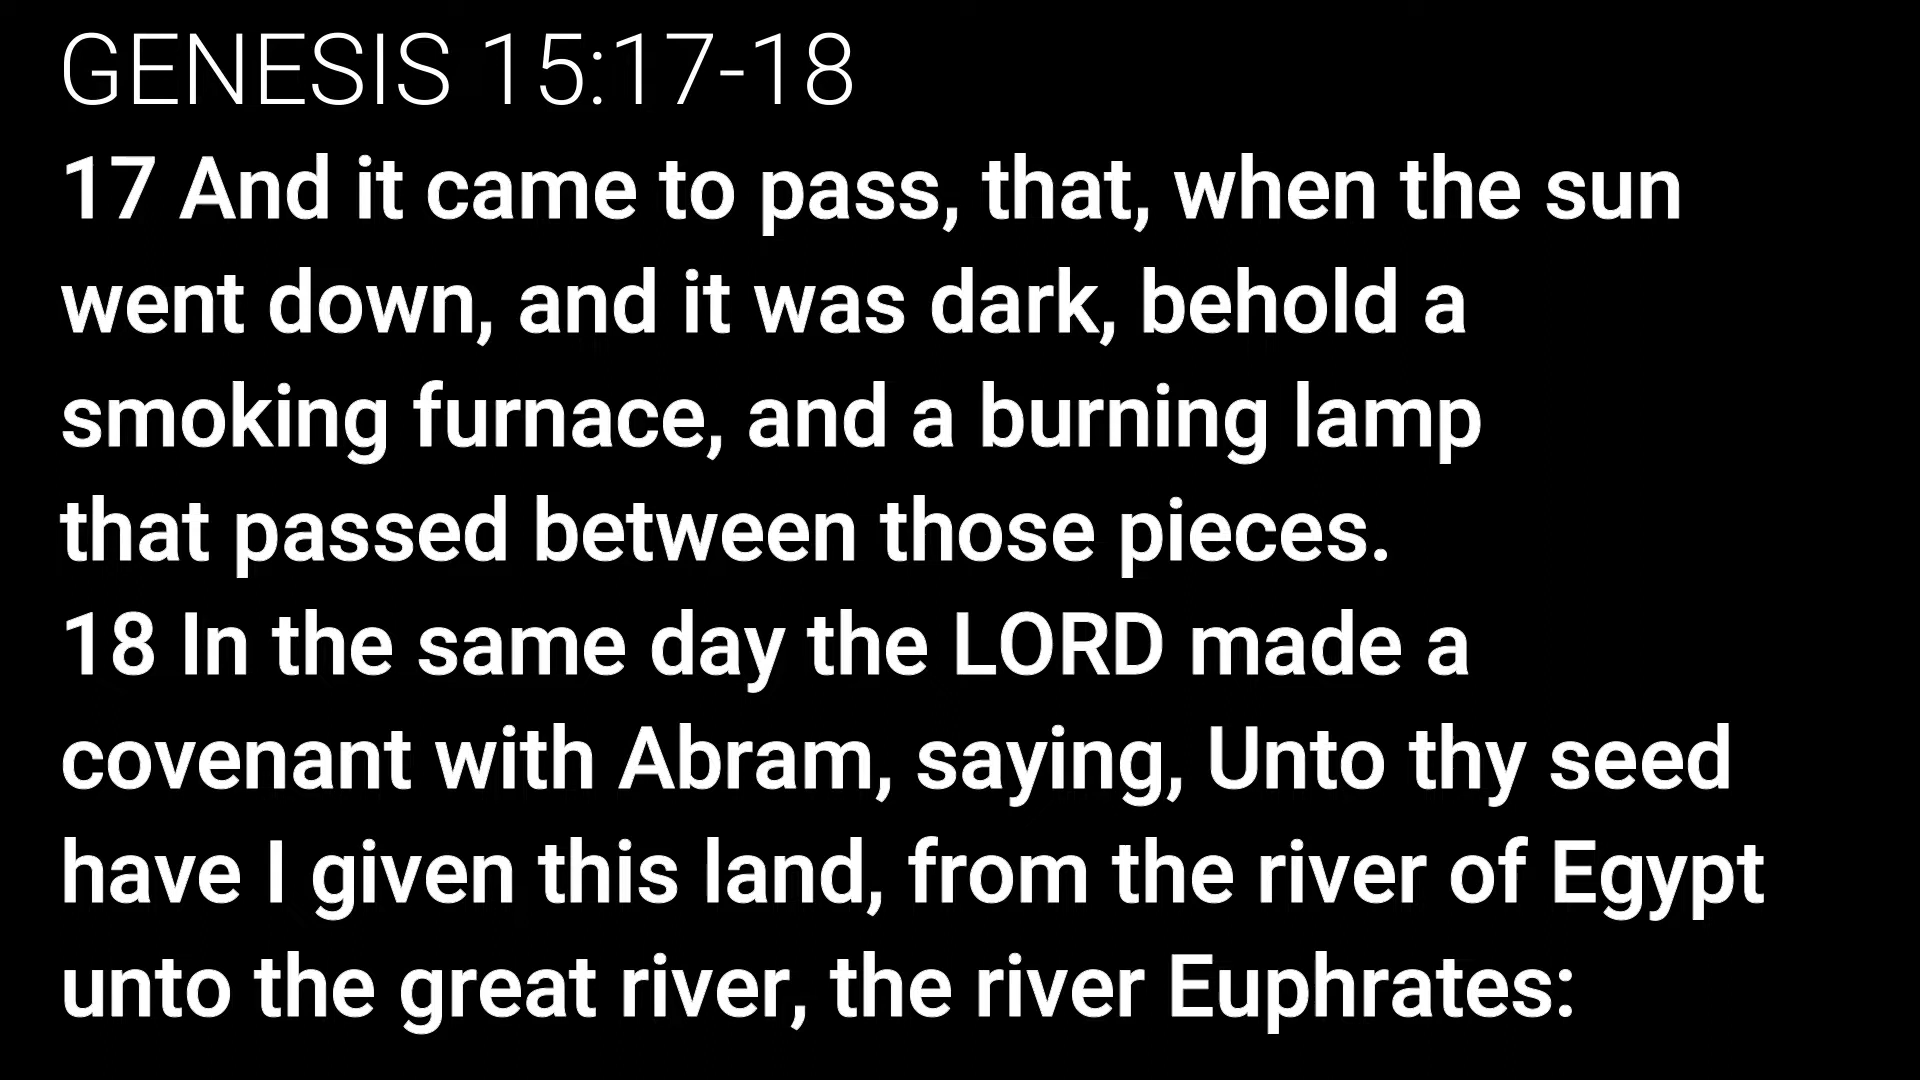 GENESIS 15:17-18
17 And it came to pass, that, when the sun
went down, and it was dark, behold a
smoking furnace, and a burning lamp
that passed between those pieces.
18 In the same day the LORD made a
covenant with Abram, saying, Unto thy seed
have I given this land, from the river of Egypt
unto the great river, the river Euphrates: